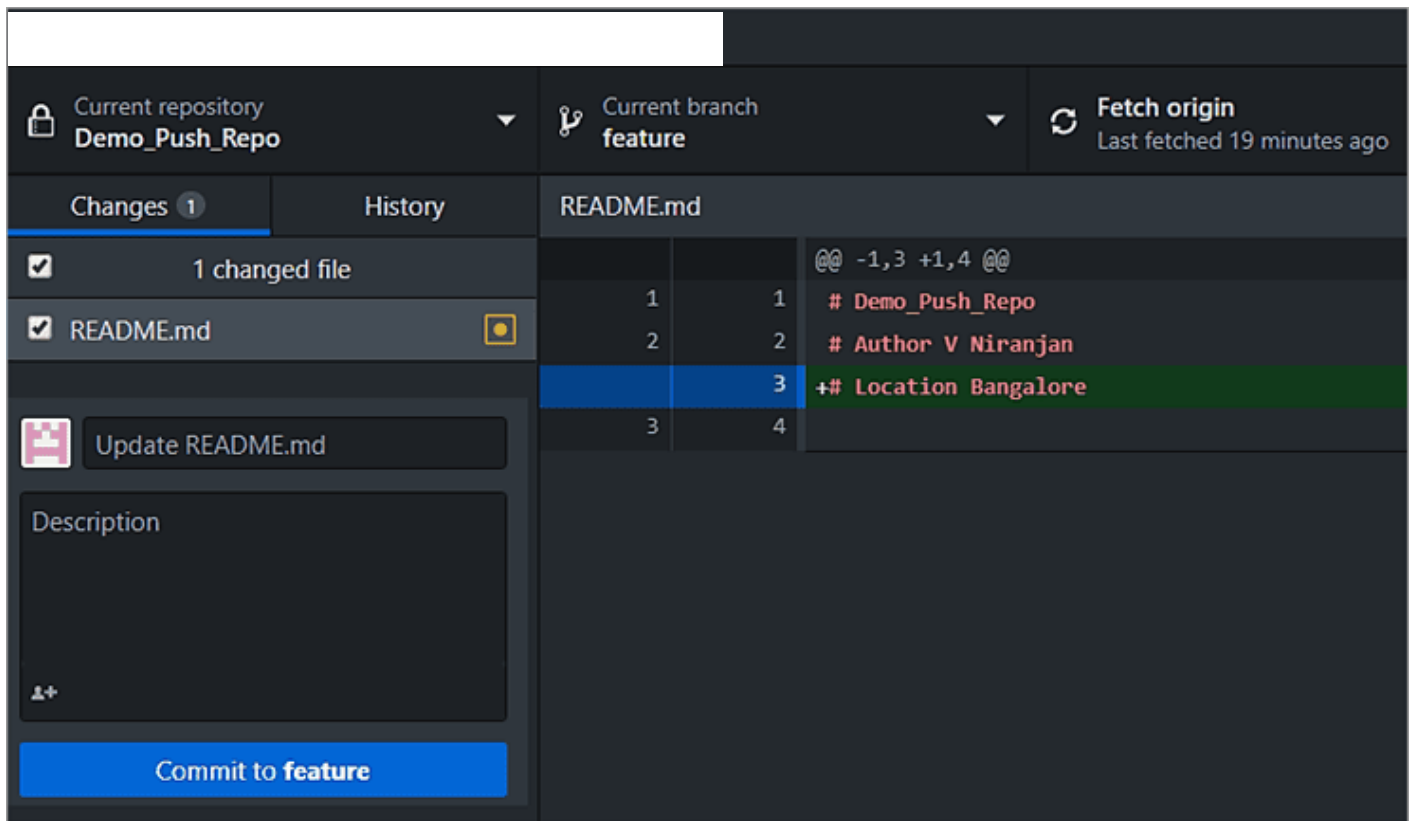 Current repository
Demo_Push_Repo
Current branch
feature
Fetch origin
Last fetched 19 minutes ago
Changes 1
History
1 changed file
README.md
Update README.md
Description
Commit to feature
README.md
@@ -1,3 +1,4 @@
1 1 # Demo_Push_Repo
2 2 # Author V Niranjan
3 +# Location Bangalore
3 4